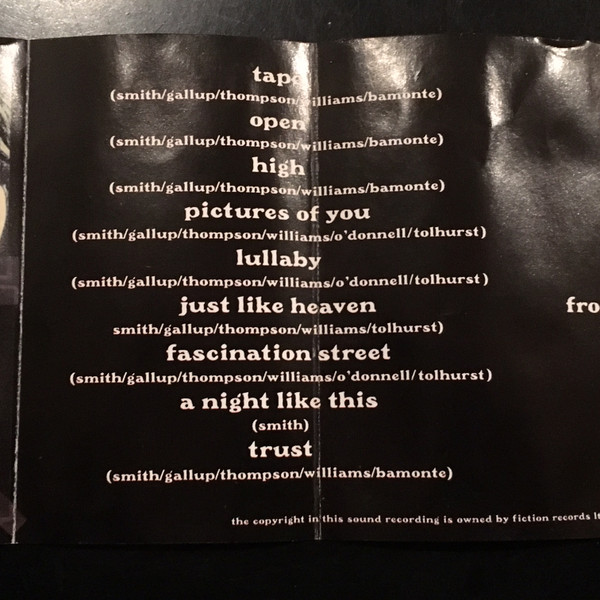 tape
(smith/gallup/thompson/williams/bamonte)
open
(smith/gallup/thompson/williams/bamonte)
high
(smith/gallup/thompson/williams/bamonte)
pictures of you
(smith/gallup/thompson/williams/o'donnell/tolhurst)
lullaby
(smith/gallup/thompson/williams/o'donnell/tolhurst)
just like heaven
fro
smith/gallup/thompson/williams/tolhurst)
fascination street
(smith/gallup/thompson/williams/o'donnell/tolhurst)
a night like this
(smith)
trust
(smith/gallup/thompson/williams/bamonte)
the copyright in this sound recording is owned by fiction records lt